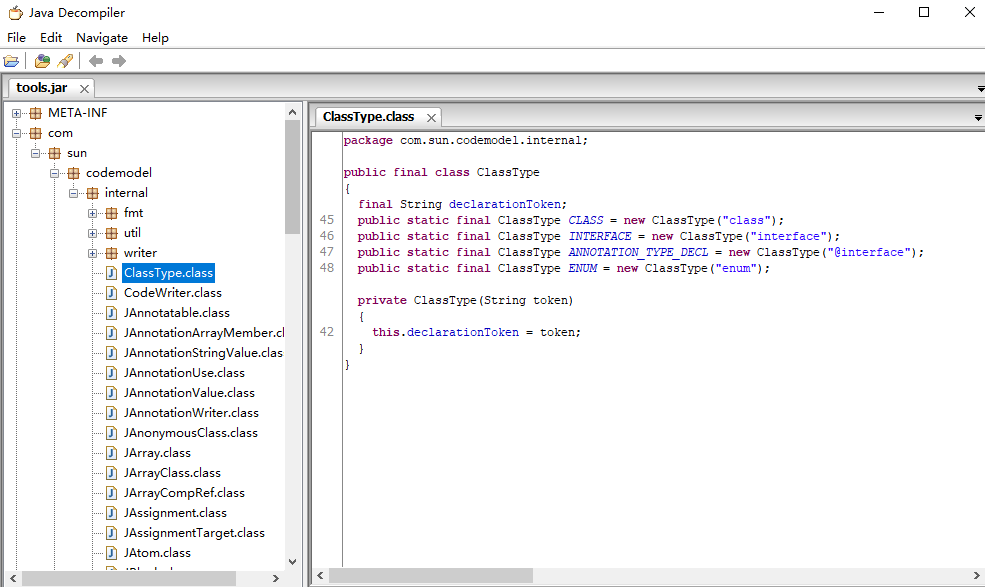 Java Decompiler
File Edit Navigate Help
tools.jar
META-INF
com
sun
codemodel
internal
fmt
util
writer
ClassType.class
CodeWriter.class
JAnnotatable.class
JAnnotationArrayMember.cl
JAnnotationStringValue.clas
JAnnotationUse.class
JAnnotationValue.class
JAnnotationWriter.class
JAnonymousClass.class
JArray.class
JArrayClass.class
JArrayCompRef.class
JAssignment.class
JAssignmentTarget.class
JAtom.class
ClassType.class
package com.sun.codemodel.internal;
public final class ClassType
{
final String declarationToken;
45 public static final ClassType CLASS = new ClassType("class");
46 public static final ClassType INTERFACE = new ClassType("interface");
47 public static final ClassType ANNOTATION_TYPE_DECL = new ClassType("@interface");
48 public static final ClassType ENUM = new ClassType("enum");
private ClassType(String token)
{
42 this.declarationToken = token;
}
}